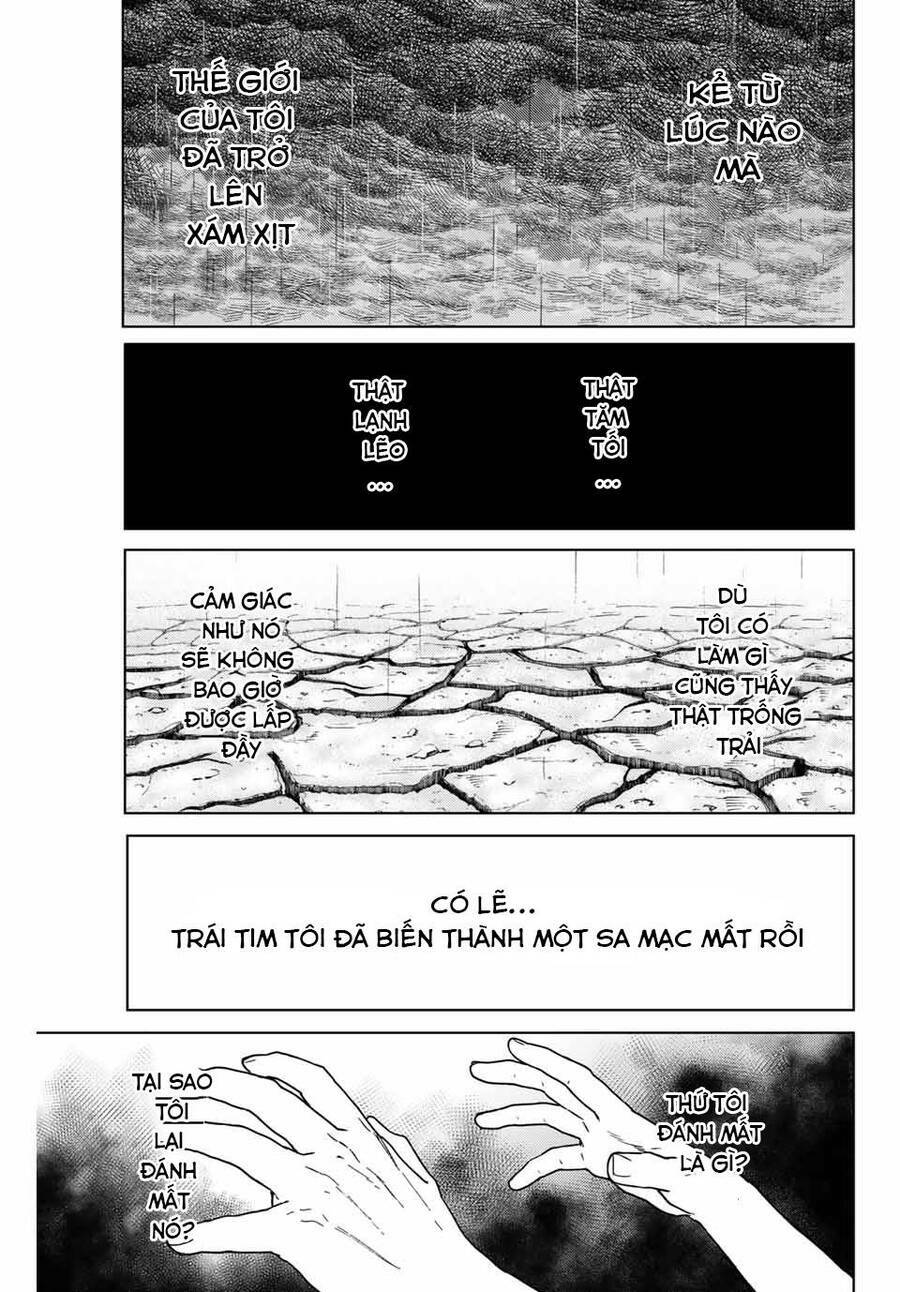 KỂ TỪ
LÚC NÀO
MÀ
THẾ GIỚI
CỦA TÔI
ĐÃ TRỞ
LÊN
XÁM XỊT
THẬT
TĂM
TỐI
...
THẬT
LẠNH
LẼO
...
DÙ
TÔI CÓ
LÀM GÌ
CŨNG THẤY
THẬT TRỐNG
TRẢI
CẢM GIÁC
NHƯ NÓ
SẼ KHÔNG
BAO GIỜ
ĐƯỢC LẤP
ĐẦY
CÓ LẼ...
TRÁI TIM TÔI ĐÃ BIẾN THÀNH MỘT SA MẠC MẤT RỒI
THỨ TÔI
ĐÁNH MẤT
LÀ GÌ?
TẠI SAO
TÔI
LẠI
ĐÁNH
MẤT
NÓ?